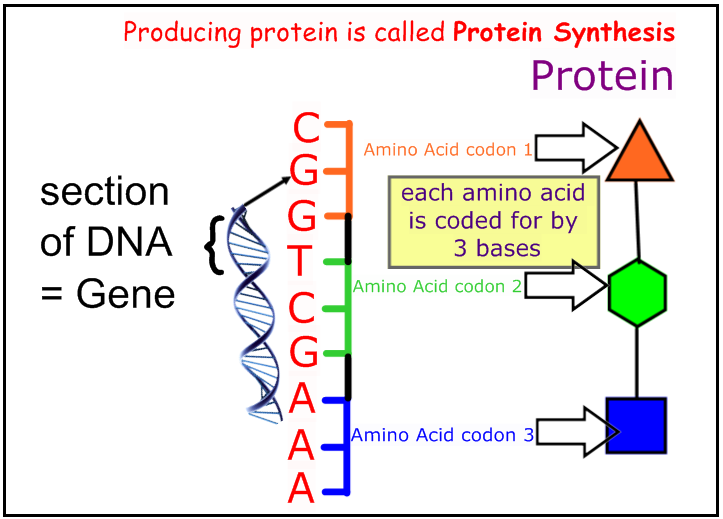 Producing protein is called Protein Synthesis
Protein
C
G
G
T
C
G
A
A
A
Amino Acid codon 1
each amino acid
is coded for by
3 bases
Amino Acid codon 2
Amino Acid codon 3
section
of DNA
= Gene